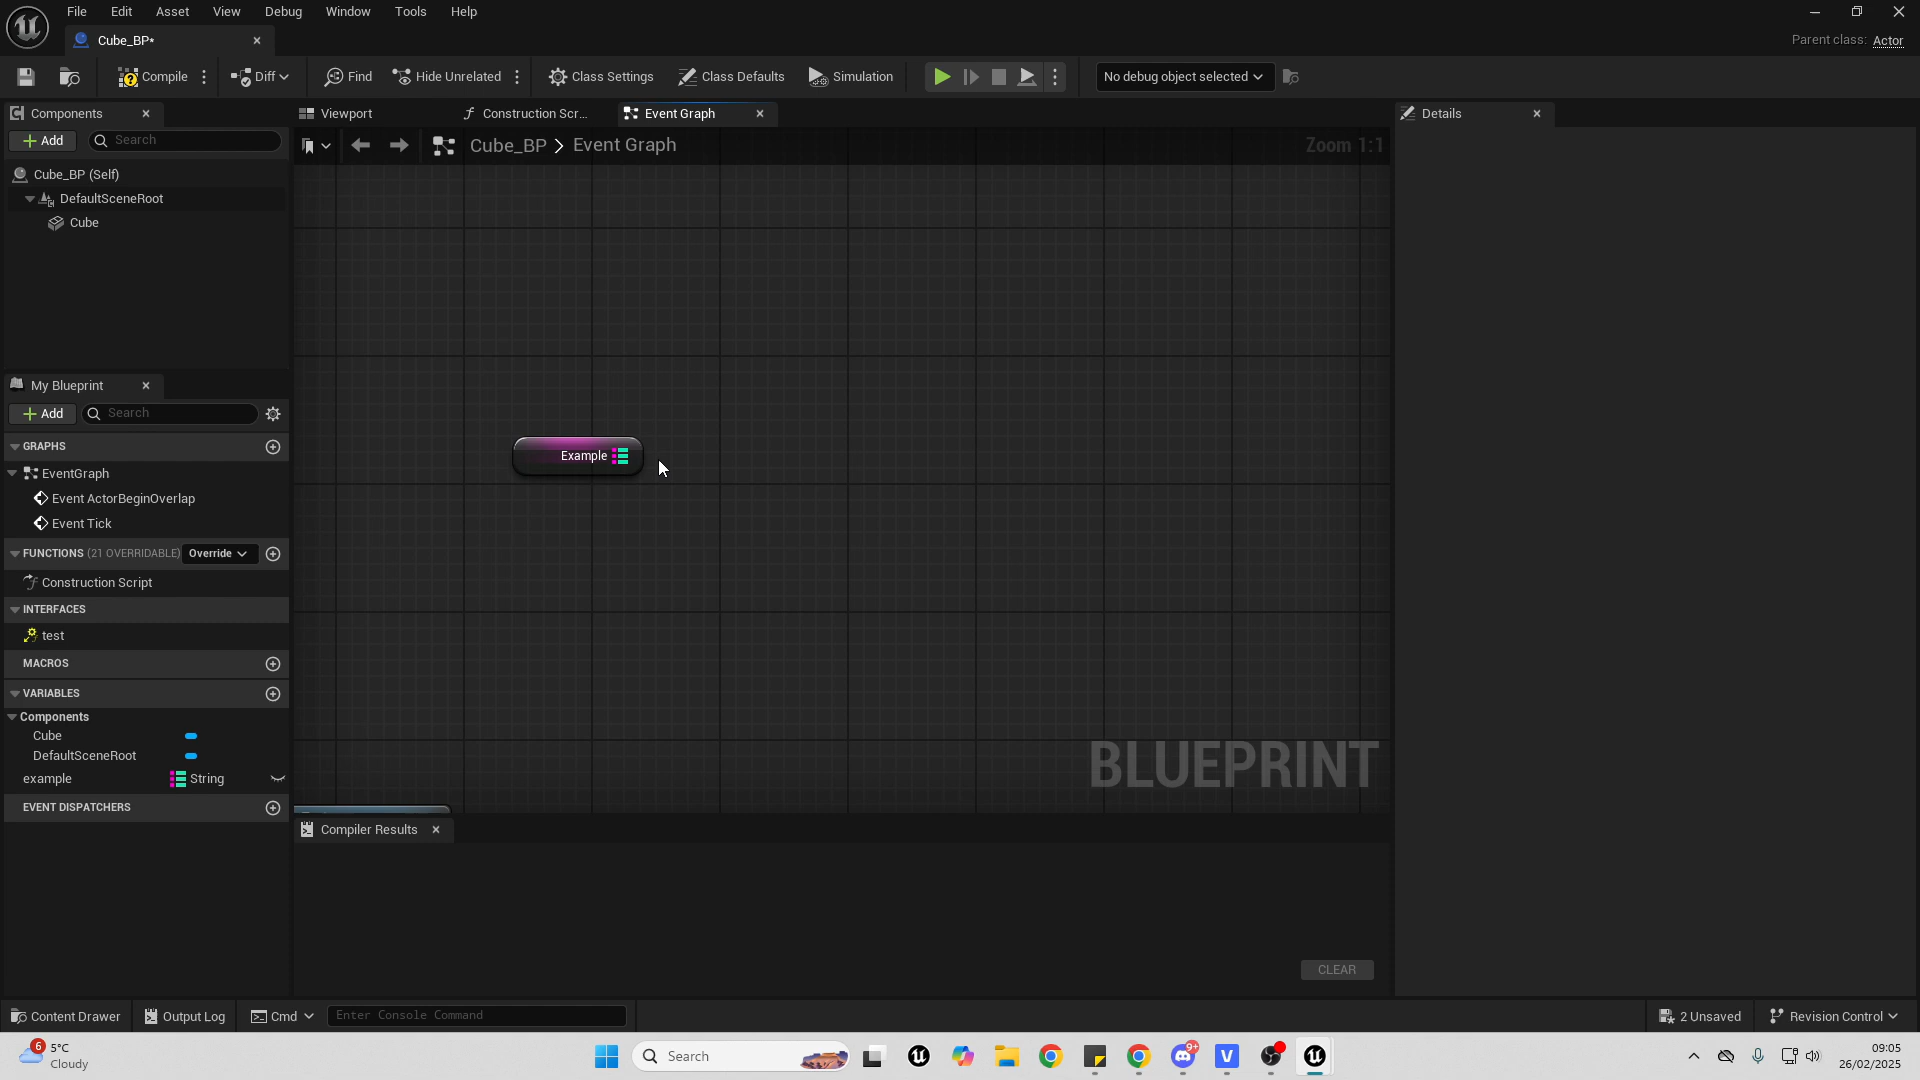 File Edit Asset View Debug Window Tools Help
Cube_BP*
Parent class: Actor
Compile Diff Find Hide Unrelated Class Settings Class Defaults Simulation No debug object selected
Components Viewport Construction Scr... Event Graph Details
Add Search
Cube_BP > Event Graph Zoom 1:1
Cube_BP (Self)
DefaultSceneRoot
Cube
My Blueprint
Add Search
GRAPHS
Example
EventGraph
Event ActorBeginOverlap
Event Tick
FUNCTIONS (21 OVERRIDABLE) Override
Construction Script
INTERFACES
test
MACROS
VARIABLES
Components
Cube
DefaultSceneRoot
example String
BLUEPRINT
EVENT DISPATCHERS
Compiler Results
CLEAR
Content Drawer Output Log Cmd Enter Console Command 2 Unsaved Revision Control
6 5°C
Cloudy
Search
9+
V
09:05
26/02/2025